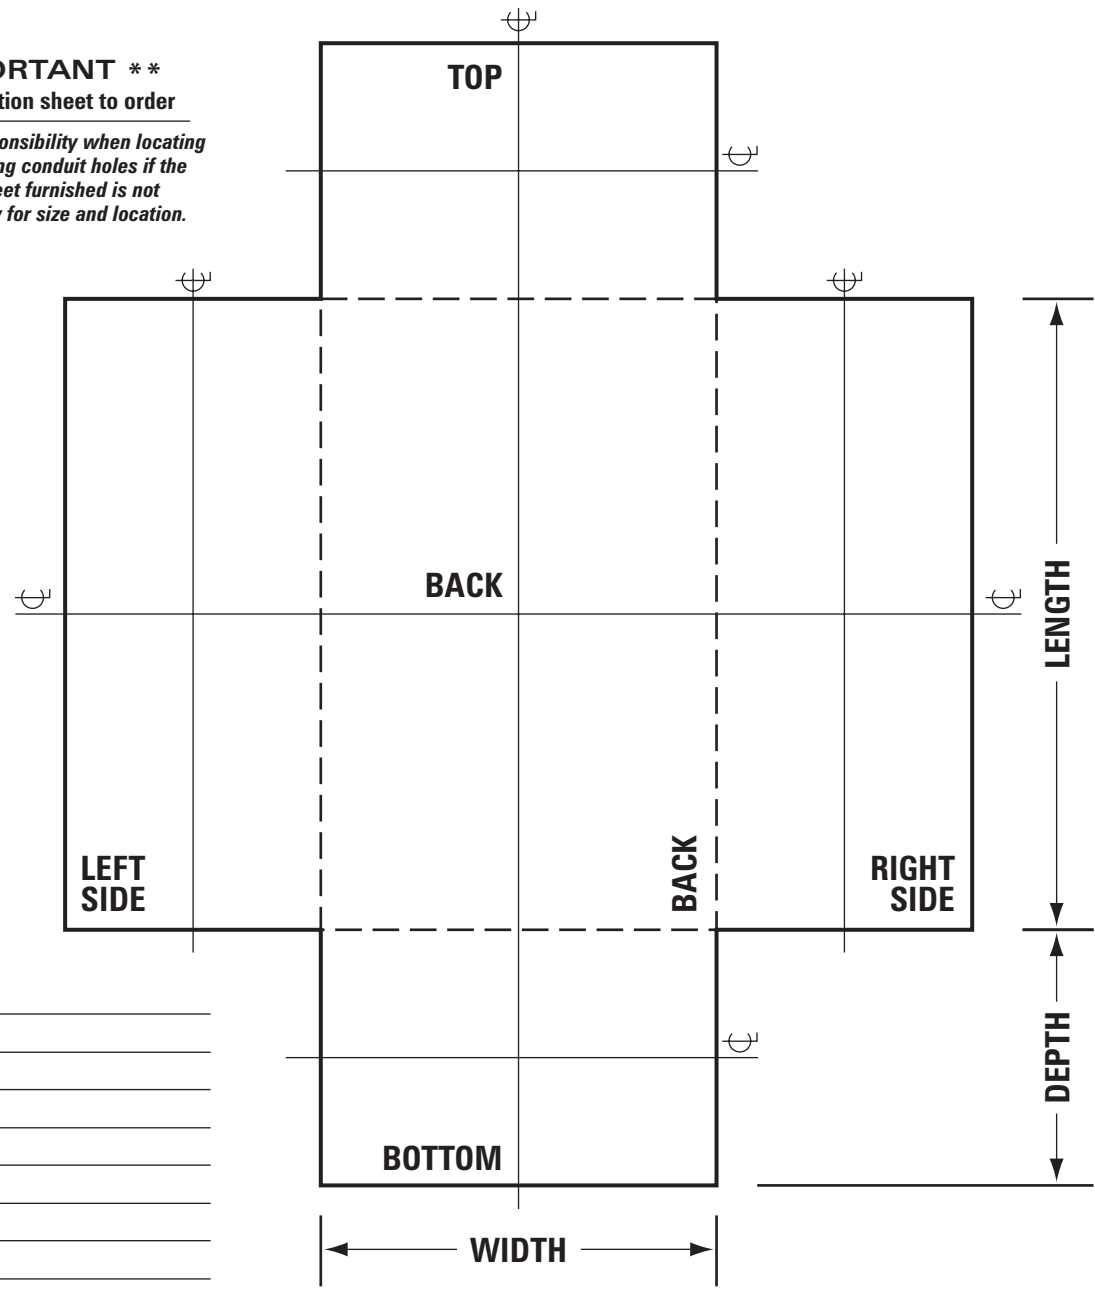 ORTANT **
tion sheet to order
onsibility when locating
ng conduit holes if the
eet furnished is not
for size and location.
TOP
BACK
LENGTH
LEFT
SIDE
BACK
RIGHT
SIDE
DEPTH
BOTTOM
WIDTH